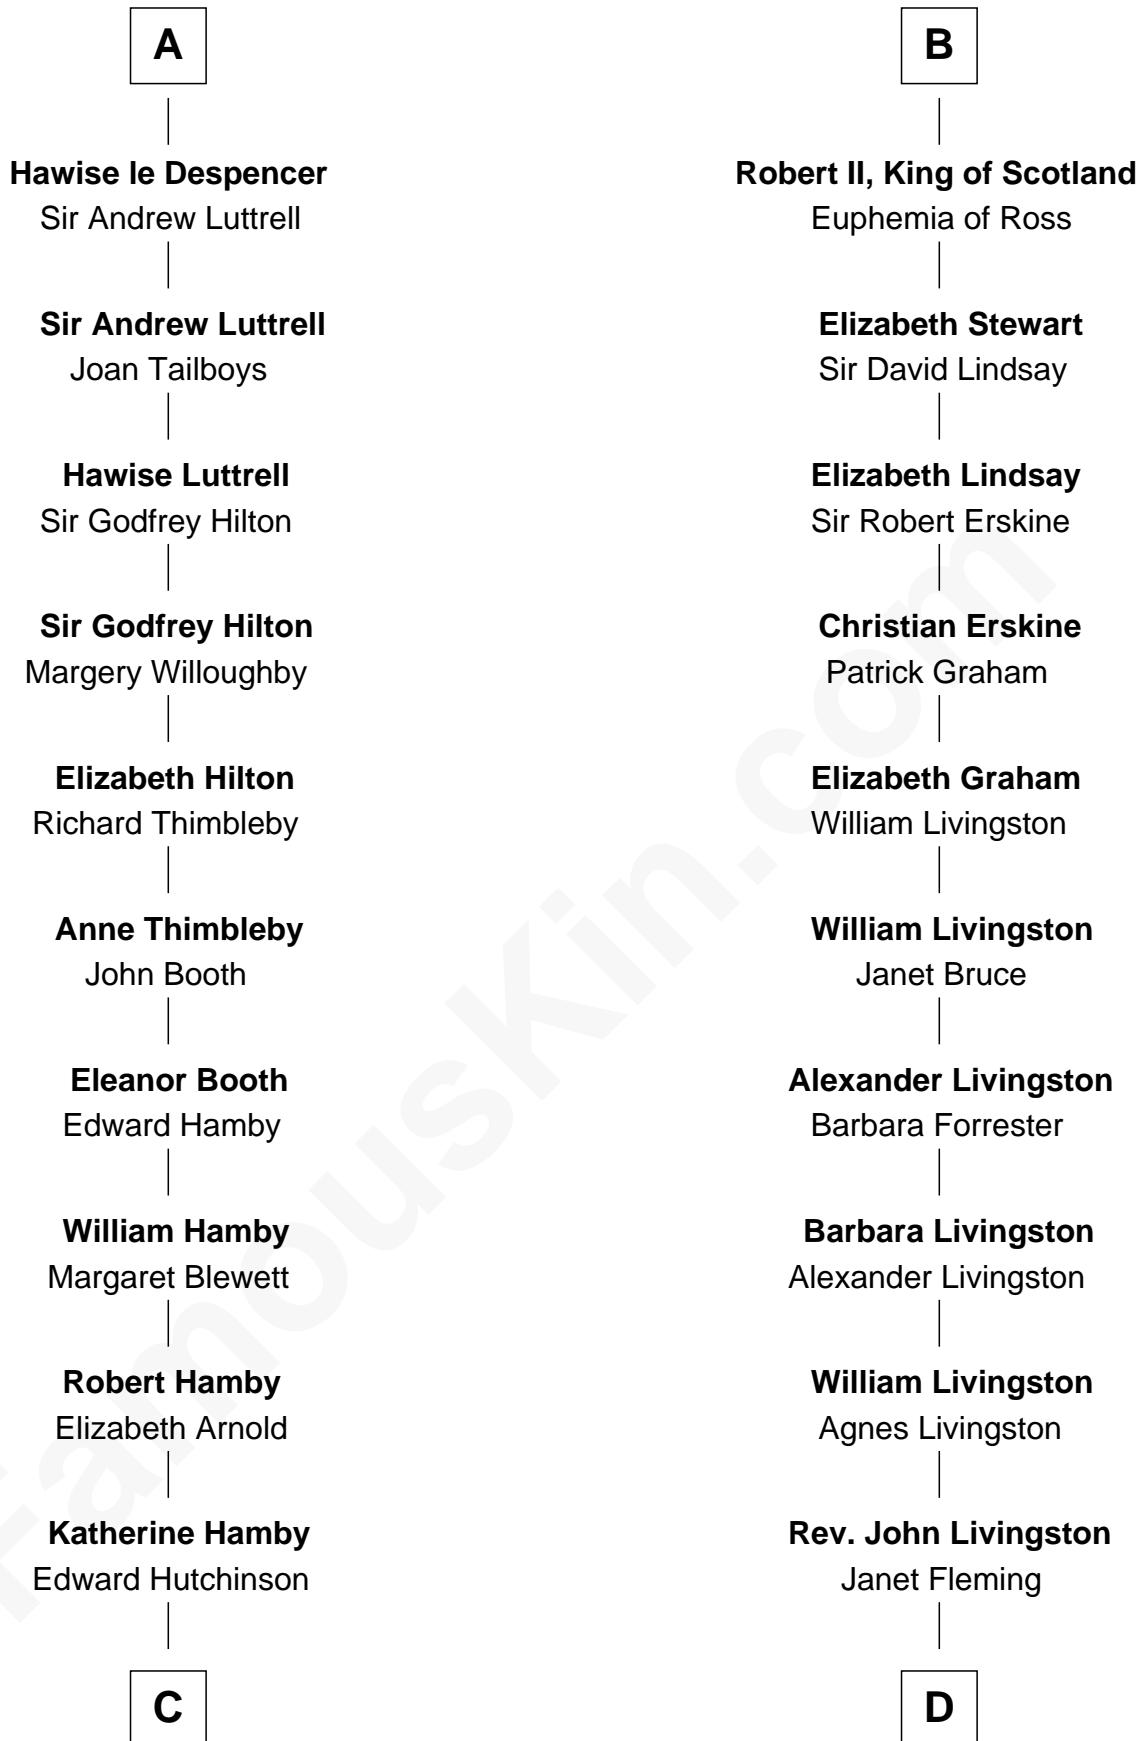 A
Hawise le Despencer
Sir Andrew Luttrell
Sir Andrew Luttrell
Joan Tailboys
Hawise Luttrell
Sir Godfrey Hilton
Sir Godfrey Hilton
Margery Willoughby
Elizabeth Hilton
Richard Thimbleby
Anne Thimbleby
John Booth
Eleanor Booth
Edward Hamby
William Hamby
Margaret Blewett
Robert Hamby
Elizabeth Arnold
Katherine Hamby
Edward Hutchinson
C
B
Robert II, King of Scotland
Euphemia of Ross
Elizabeth Stewart
Sir David Lindsay
Elizabeth Lindsay
Sir Robert Erskine
Christian Erskine
Patrick Graham
Elizabeth Graham
William Livingston
William Livingston
Janet Bruce
Alexander Livingston
Barbara Forrester
Barbara Livingston
Alexander Livingston
William Livingston
Agnes Livingston
Rev. John Livingston
Janet Fleming
D
FamousKin.com